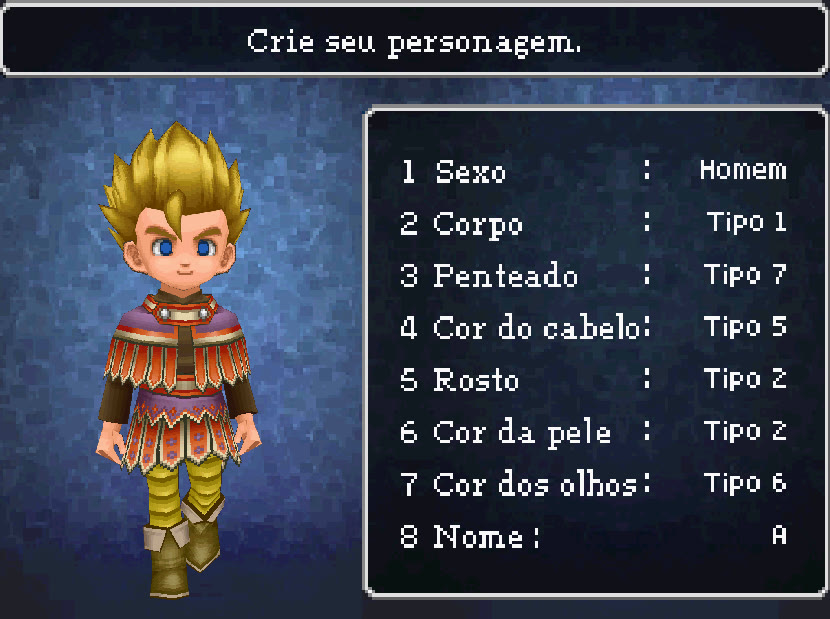 Crie seu personagem.
1 Sexo : Homem
2 Corpo : Tipo 1
3 Penteado : Tipo 7
4 Cor do cabelo: Tipo 5
5 Rosto : Tipo 2
6 Cor da pele : Tipo 2
7 Cor dos olhos: Tipo 6
8 Nome: A